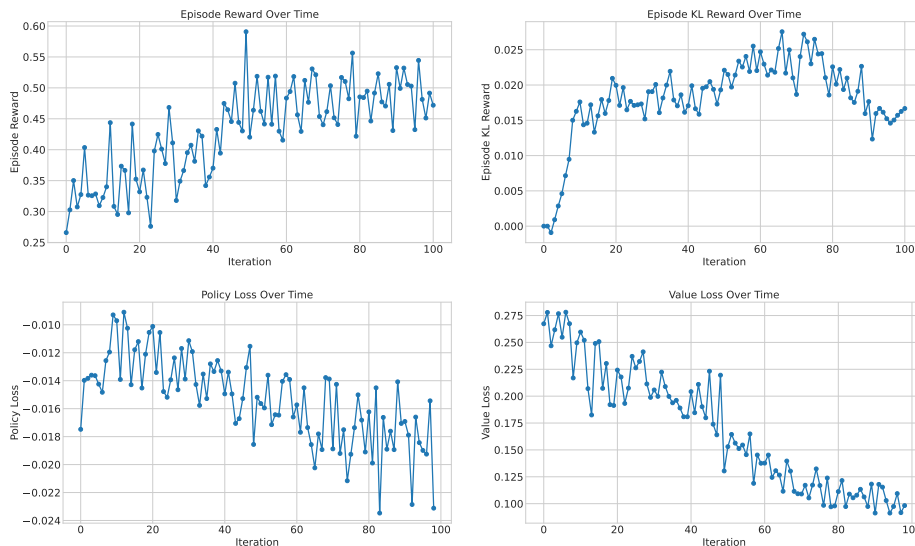 Episode Reward Over Time
0.60
0.55
0.50
0.45
0.40
0.35
0.30
0.25
Episode Reward
0 20 40 60 80 100
Iteration
Episode KL Reward Over Time
0.025
0.020
0.015
0.010
0.005
0.000
Episode KL Reward
0 20 40 60 80 100
Iteration
Policy Loss Over Time
−0.010
−0.012
−0.014
−0.016
−0.018
−0.020
−0.022
−0.024
Policy Loss
0 20 40 60 80 100
Iteration
Value Loss Over Time
0.275
0.250
0.225
0.200
0.175
0.150
0.125
0.100
Value Loss
0 20 40 60 80 100
Iteration